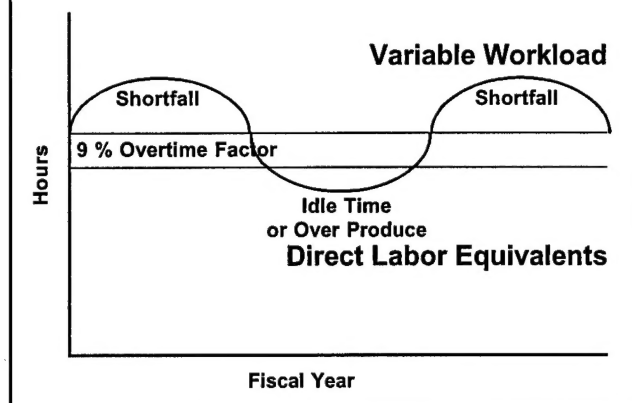 Variable Workload
Shortfall
Shortfall
9 % Overtime Factor
Hours
Idle Time
or Over Produce
Direct Labor Equivalents
Fiscal Year